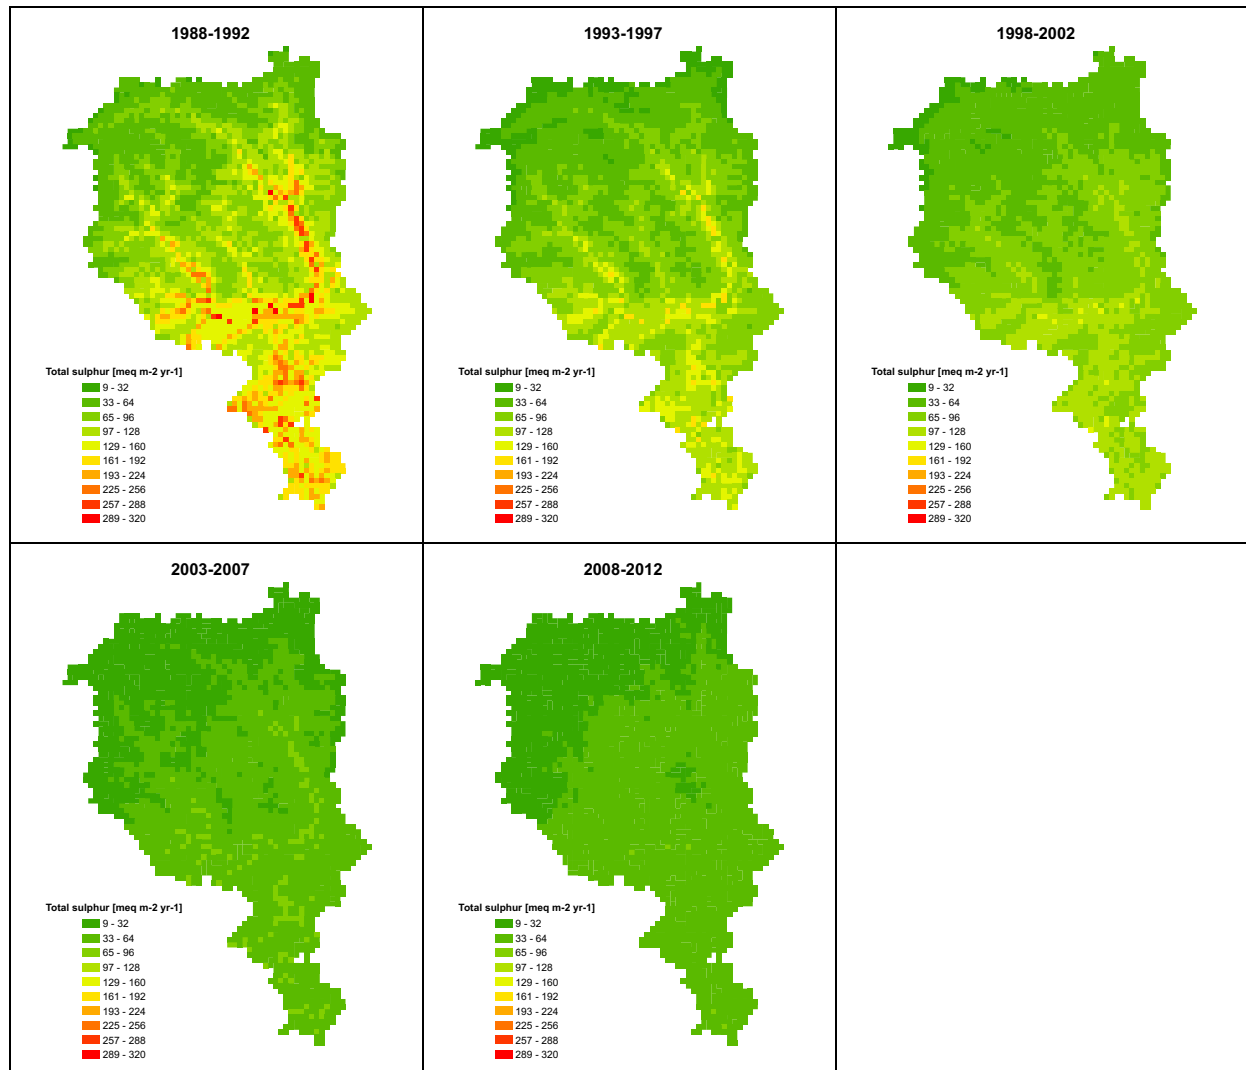 1988-1992
Total sulphur [meq m-2 yr-1]
9 - 32
33 - 64
65 - 96
97 - 128
129 - 160
161 - 192
193 - 224
225 - 256
257 - 288
289 - 320
1993-1997
Total sulphur [meq m-2 yr-1]
9 - 32
33 - 64
65 - 96
97 - 128
129 - 160
161 - 192
193 - 224
225 - 256
257 - 288
289 - 320
1998-2002
Total sulphur [meq m-2 yr-1]
9 - 32
33 - 64
65 - 96
97 - 128
129 - 160
161 - 192
193 - 224
225 - 256
257 - 288
289 - 320
2003-2007
Total sulphur [meq m-2 yr-1]
9 - 32
33 - 64
65 - 96
97 - 128
129 - 160
161 - 192
193 - 224
225 - 256
257 - 288
289 - 320
2008-2012
Total sulphur [meq m-2 yr-1]
9 - 32
33 - 64
65 - 96
97 - 128
129 - 160
161 - 192
193 - 224
225 - 256
257 - 288
289 - 320